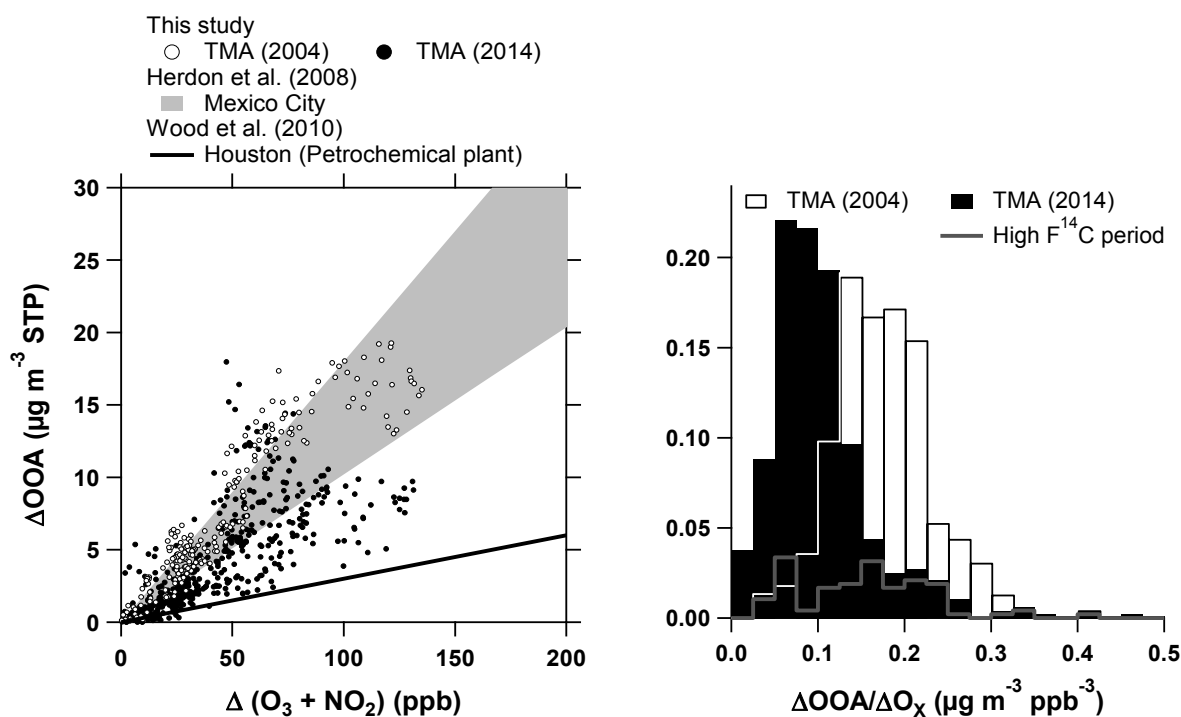 This study
TMA (2004) TMA (2014)
Herdon et al. (2008)
Mexico City
Wood et al. (2010)
Houston (Petrochemical plant)
30
25
20
15
10
5
0
ΔOOA (µg m⁻³ STP)
0 50 100 150 200
Δ (O₃ + NO₂) (ppb)
TMA (2004) TMA (2014)
High F¹⁴C period
0.20
0.15
0.10
0.05
0.00
0.0 0.1 0.2 0.3 0.4 0.5
ΔOOA/ΔOₓ (µg m⁻³ ppb⁻³)